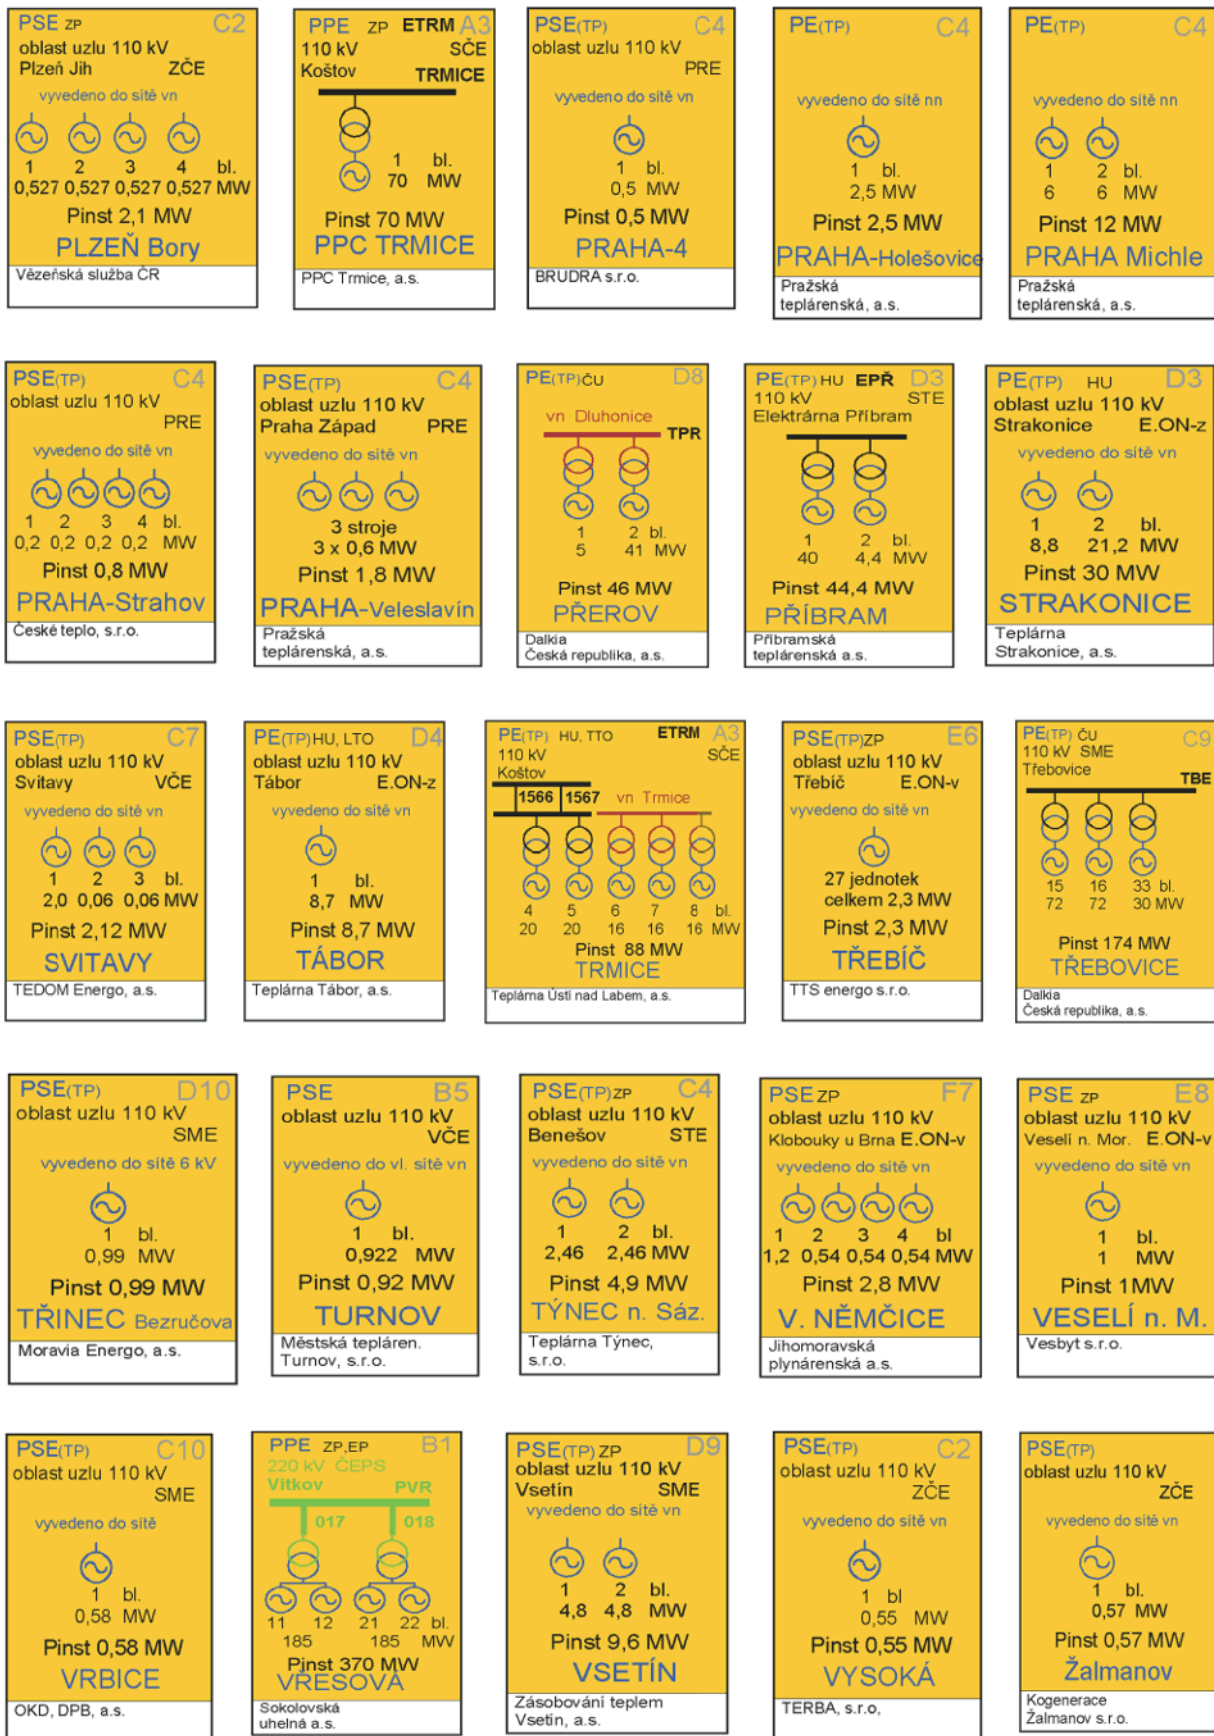 PSE ZP C2
oblast uzlu 110 kV
Plzeň Jih ZČE
vyvedeno do sítě vn
1 2 3 4 bl.
0,527 0,527 0,527 0,527 MW
Pinst 2,1 MW
PLZEŇ Bory
Vězeňská služba ČR
PPE ZP ETRM A3
110 kV SČE
Koštov TRMICE
1 bl.
70 MW
Pinst 70 MW
PPC TRMICE
PPC Trmice, a.s.
PSE(TP) C4
oblast uzlu 110 kV
PRE
vyvedeno do sítě vn
1 bl.
0,5 MW
Pinst 0,5 MW
PRAHA-4
BRUDRA s.r.o.
PE(TP) C4
vyvedeno do sítě nn
1 bl.
2,5 MW
Pinst 2,5 MW
PRAHA-Holešovice
Pražská
teplárenská, a.s.
PE(TP) C4
vyvedeno do sítě nn
1 2 bl.
6 6 MW
Pinst 12 MW
PRAHA Michle
Pražská
teplárenská, a.s.
PSE(TP) C4
oblast uzlu 110 kV
PRE
vyvedeno do sítě vn
1 2 3 4 bl.
0,2 0,2 0,2 0,2 MW
Pinst 0,8 MW
PRAHA-Strahov
České teplo, s.r.o.
PSE(TP) C4
oblast uzlu 110 kV
Praha Západ PRE
vyvedeno do sítě vn
3 stroje
3 x 0,6 MW
Pinst 1,8 MW
PRAHA-Veleslavín
Pražská
teplárenská, a.s.
PE(TP) ČU D8
vn Dluhonice
TPR
1 2 bl.
5 41 MW
Pinst 46 MW
PŘEROV
Dalkia
Česká republika, a.s.
PE(TP) HU EPŘ D3
110 kV STE
Elektrárna Příbram
1 2 bl.
40 4,4 MW
Pinst 44,4 MW
PŘÍBRAM
Příbramská
teplárenská a.s.
PE(TP) HU D3
oblast uzlu 110 kV
Strakonice E.ON-z
vyvedeno do sítě vn
1 2 bl.
8,8 21,2 MW
Pinst 30 MW
STRAKONICE
Teplárna
Strakonice, a.s.
PSE(TP) C7
oblast uzlu 110 kV
Svitavy VČE
vyvedeno do sítě vn
1 2 3 bl.
2,0 0,06 0,06 MW
Pinst 2,12 MW
SVITAVY
TEDOM Energo, a.s.
PE(TP) HU, LTO D4
oblast uzlu 110 kV
Tábor E.ON-z
vyvedeno do sítě vn
1 bl.
8,7 MW
Pinst 8,7 MW
TÁBOR
Teplárna Tábor, a.s.
PE(TP) HU, TTO ETRM A3
110 kV SČE
Koštov
1566 1567 vn Trmice
4 5 6 7 8 bl.
20 20 16 16 16 MW
Pinst 88 MW
TRMICE
Teplárna Ústí nad Labem, a.s.
PSE(TP)ZP E6
oblast uzlu 110 kV
Třebíč E.ON-v
vyvedeno do sítě vn
27 jednotek
celkem 2,3 MW
Pinst 2,3 MW
TŘEBÍČ
TTS energo s.r.o.
PE(TP) ČU C9
110 kV SME
Třebovice
TBE
15 16 33 bl.
72 72 30 MW
Pinst 174 MW
TŘEBOVICE
Dalkia
Česká republika, a.s.
PSE(TP) D10
oblast uzlu 110 kV
SME
vyvedeno do sítě 6 kV
1 bl.
0,99 MW
Pinst 0,99 MW
TŘINEC Bezručova
Moravia Energo, a.s.
PSE B5
oblast uzlu 110 kV
VČE
vyvedeno do vl. sítě vn
1 bl.
0,922 MW
Pinst 0,92 MW
TURNOV
Městská tepláren.
Turnov, s.r.o.
PSE(TP) ZP C4
oblast uzlu 110 kV
Benešov STE
vyvedeno do sítě vn
1 2 bl.
2,46 2,46 MW
Pinst 4,9 MW
TÝNEC n. Sáz.
Teplárna Týnec,
s.r.o.
PSE ZP F7
oblast uzlu 110 kV
Klobouky u Brna E.ON-v
vyvedeno do sítě vn
1 2 3 4 bl
1,2 0,54 0,54 0,54 MW
Pinst 2,8 MW
V. NĚMČICE
Jihomoravská
plynárenská a.s.
PSE ZP E8
oblast uzlu 110 kV
Veselí n. Mor. E.ON-v
vyvedeno do sítě vn
1 bl.
1 MW
Pinst 1MW
VESELÍ n. M.
Vesbyt s.r.o.
PSE(TP) C10
oblast uzlu 110 kV
SME
vyvedeno do sítě
1 bl.
0,58 MW
Pinst 0,58 MW
VRBICE
OKD, DPB, a.s.
PPE ZP,EP B1
220 kV ČEPS
Vítkov PVR
017 018
11 12 21 22 bl.
185 185 MW
Pinst 370 MW
VŘESOVÁ
Sokolovská
uhelná a.s.
PSE(TP) ZP D9
oblast uzlu 110 kV
Vsetín SME
vyvedeno do sítě vn
1 2 bl.
4,8 4,8 MW
Pinst 9,6 MW
VSETÍN
Zásobování teplem
Vsetín, a.s.
PSE(TP) C2
oblast uzlu 110 kV
ZČE
vyvedeno do sítě vn
1 bl
0,55 MW
Pinst 0,55 MW
VYSOKÁ
TERBA, s.r.o,
PSE(TP)
oblast uzlu 110 kV
ZČE
vyvedeno do sítě vn
1 bl.
0,57 MW
Pinst 0,57 MW
Žalmanov
Kogenerace
Žalmanov s.r.o.